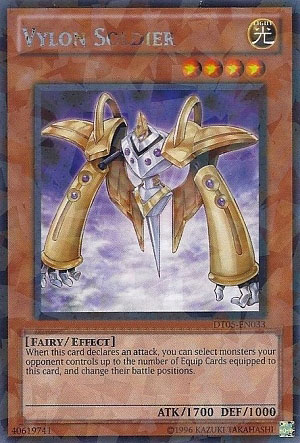 VYLON SOLDIER
LIGHT
光
DT05-EN033
[FAIRY/EFFECT]
When this card declares an attack, you can select monsters your
opponent controls up to the number of Equip Cards equipped
to this card, and change their battle positions.
ATK/1700 DEF/1000
40619741
©1996 KAZUKI TAKAHASHI